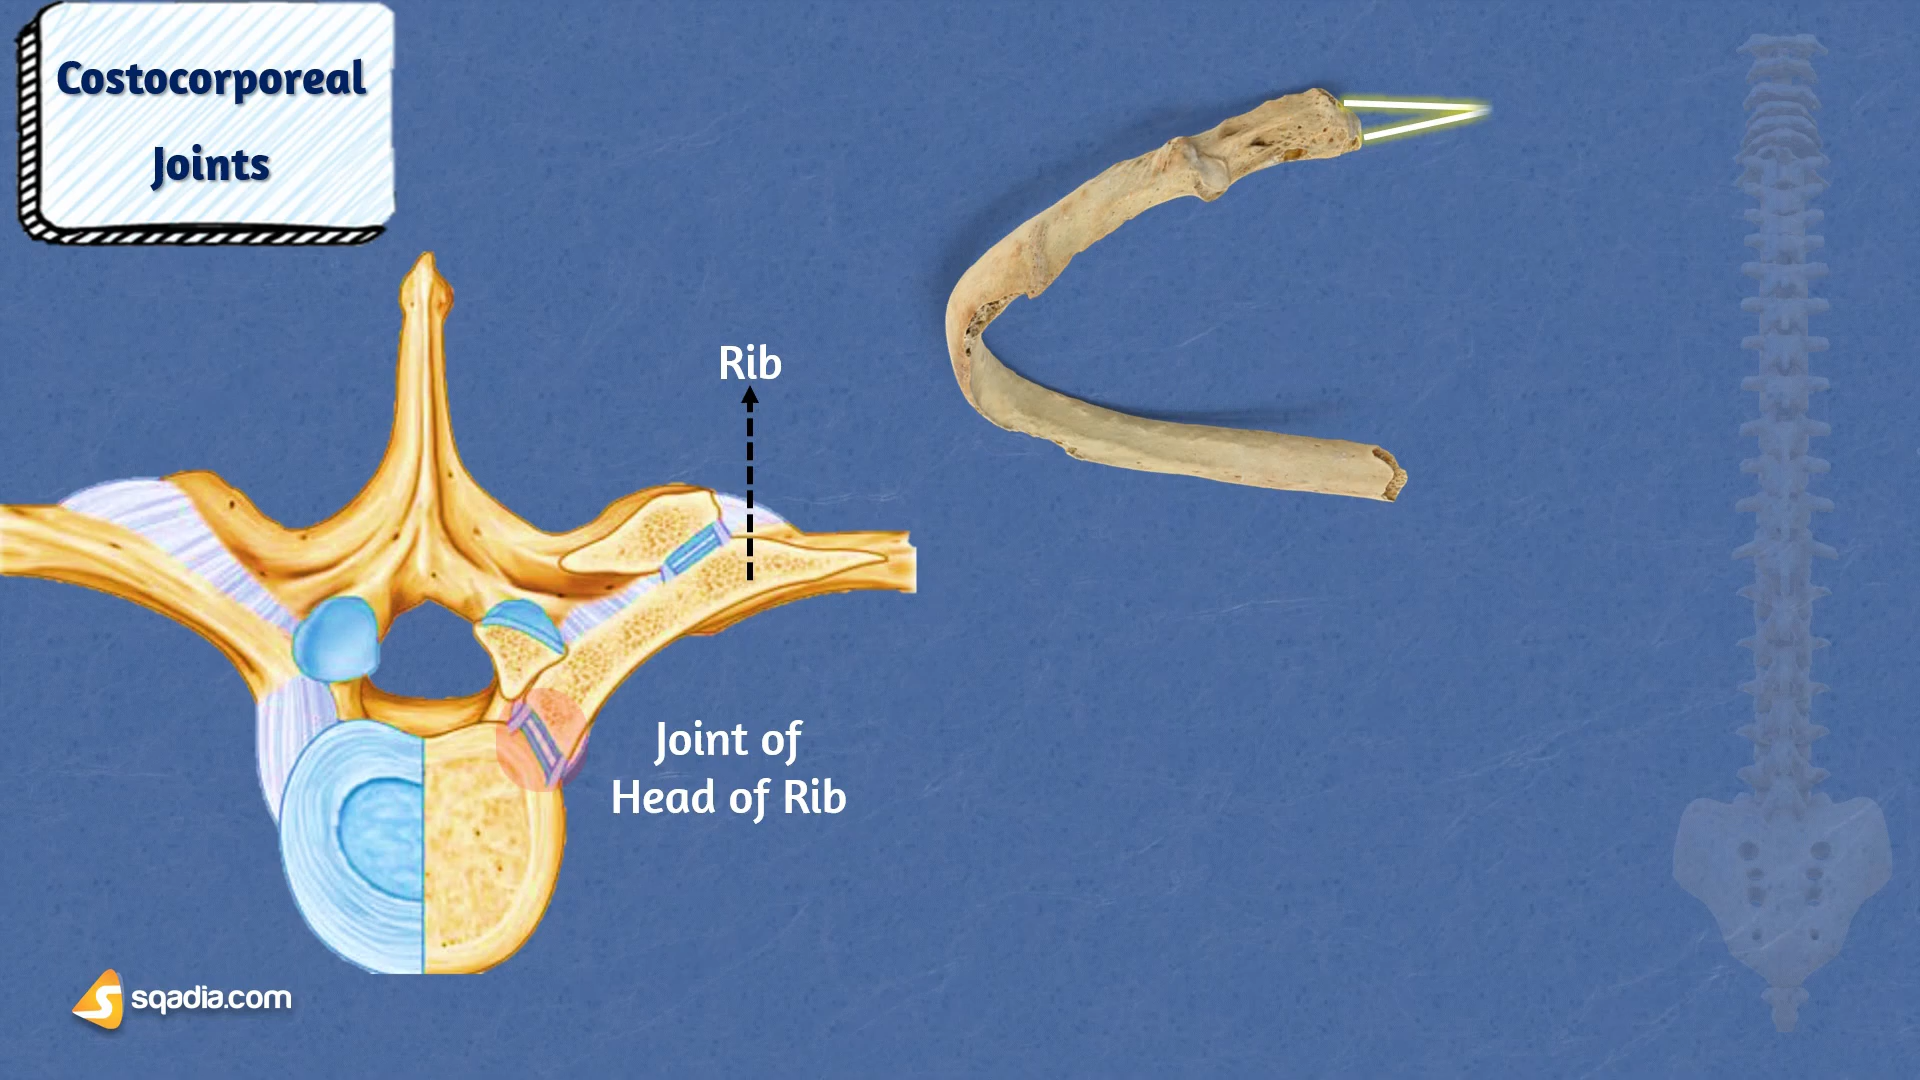 Costocorporeal
Joints
Rib
Joint of
Head of Rib
sqadia.com